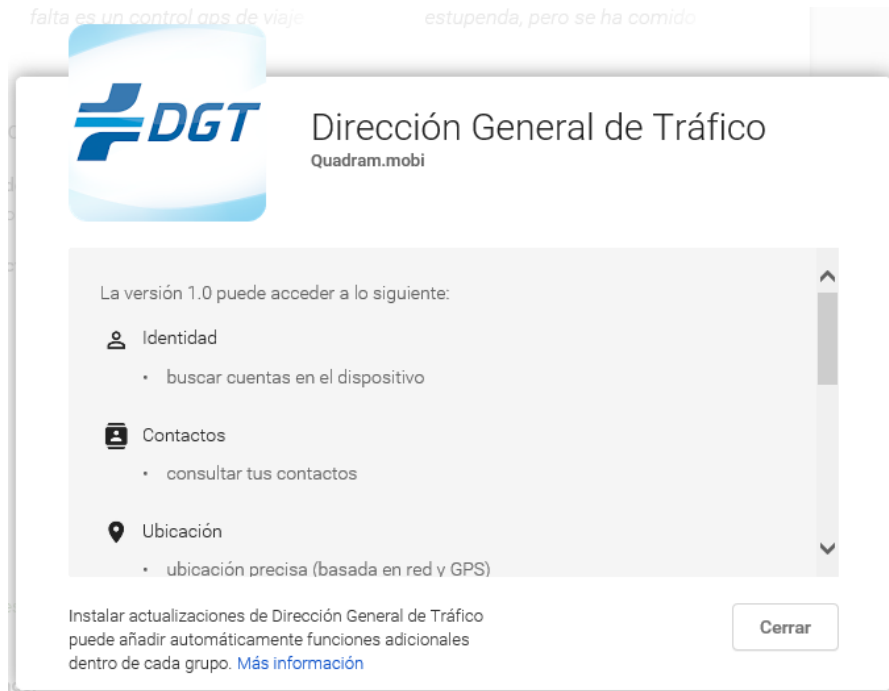 falta es un control gps de viaje estupenda, pero se ha comido
DGT
Dirección General de Tráfico
Quadram.mobi
La versión 1.0 puede acceder a lo siguiente:
Identidad
• buscar cuentas en el dispositivo
Contactos
• consultar tus contactos
Ubicación
• ubicación precisa (basada en red y GPS)
Instalar actualizaciones de Dirección General de Tráfico
puede añadir automáticamente funciones adicionales
dentro de cada grupo. Más información
Cerrar